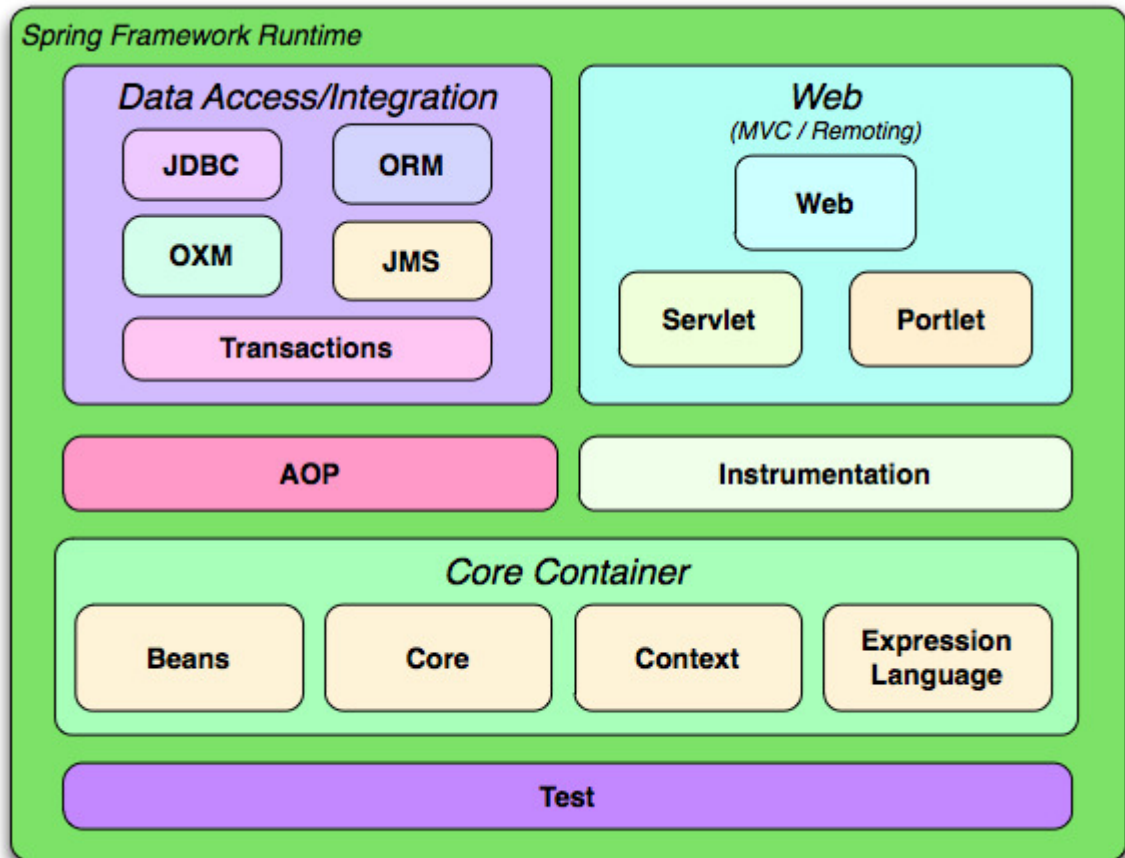 Spring Framework Runtime
Data Access/Integration
JDBC
ORM
OXM
JMS
Transactions
Web
(MVC / Remoting)
Web
Servlet
Portlet
AOP
Instrumentation
Core Container
Beans
Core
Context
Expression
Language
Test